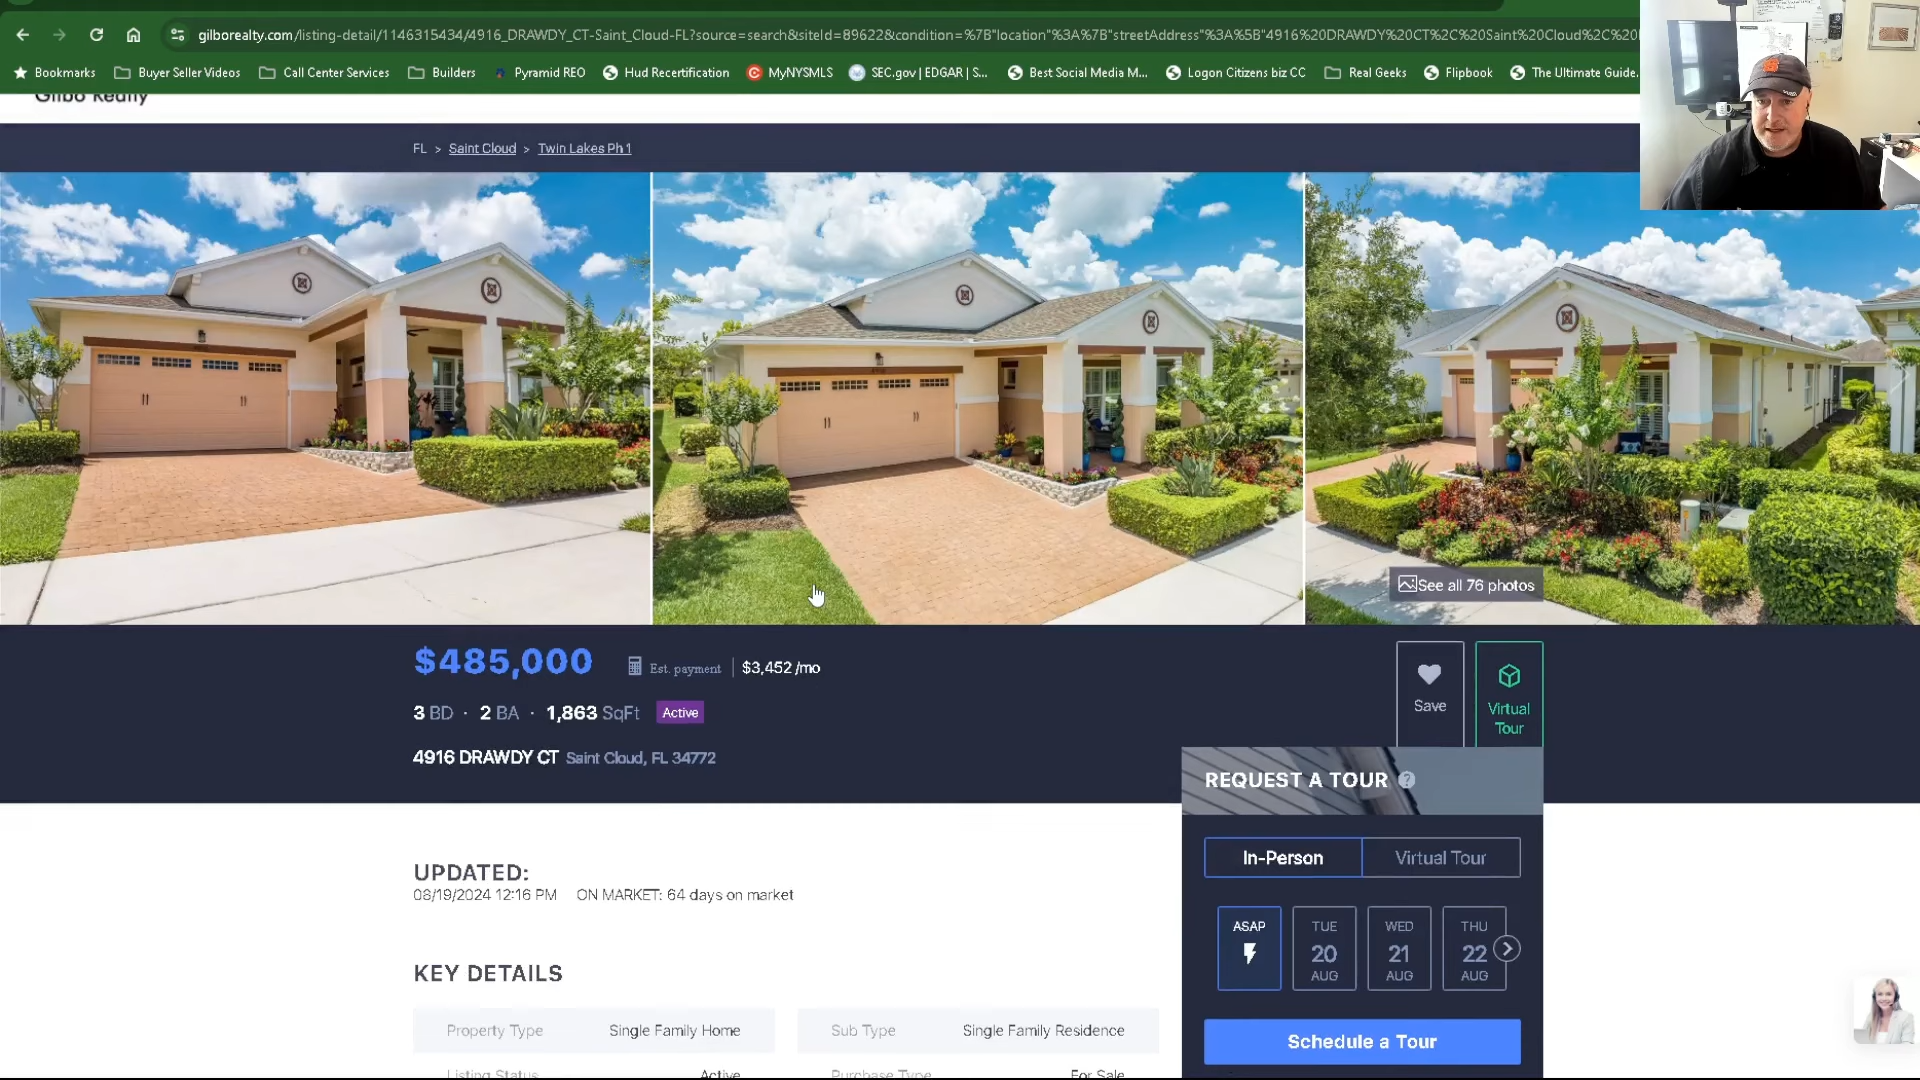 gilborealty.com/listing-detail/1146315434/4916_DRAWDY_CT-Saint_Cloud-FL?source=search&siteId=89622&condition=%7B"location"%3A%7B"streetAddress"%3A%5B"4916%20DRAWDY%20CT%2C%20Saint%20Cloud%2C%20
Bookmarks Buyer Seller Videos Call Center Services Builders Pyramid REO Hud Recertification MyNYSMLS SEC.gov | EDGAR | S... Best Social Media M... Logon Citizens biz CC Real Geeks Flipbook The Ultimate Guide.
Gilbo Realty
FL > Saint Cloud > Twin Lakes Ph 1
See all 76 photos
$485,000 Est. payment $3,452 /mo
3 BD · 2 BA · 1,863 SqFt Active
4916 DRAWDY CT Saint Cloud, FL 34772
Save
Virtual
Tour
REQUEST A TOUR ?
In-Person Virtual Tour
UPDATED:
08/19/2024 12:16 PM ON MARKET: 64 days on market
ASAP TUE WED THU
20 21 22
AUG AUG AUG
KEY DETAILS
Property Type Single Family Home Sub Type Single Family Residence
Schedule a Tour
Listing Status Active Purchase Type For Sale